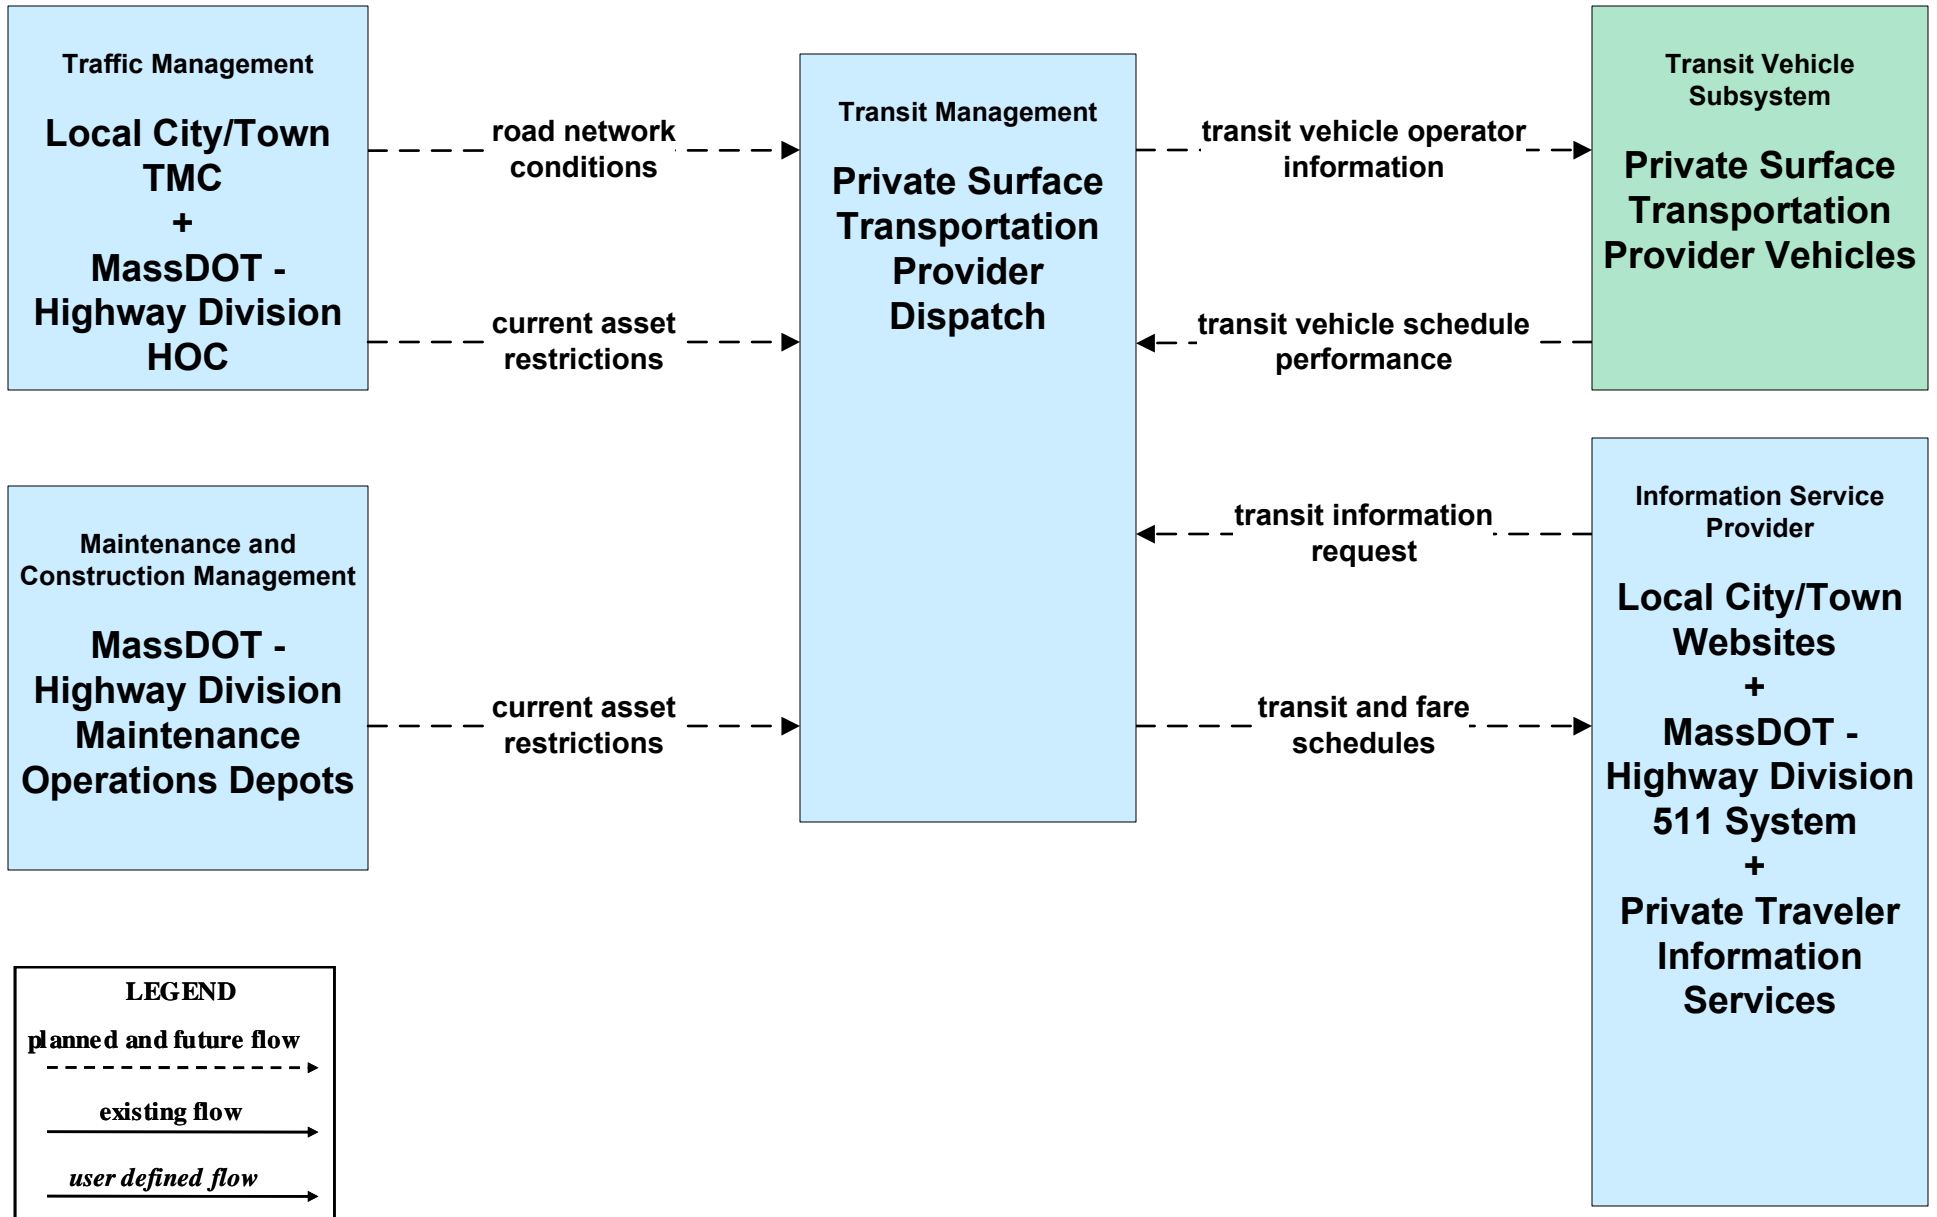 Traffic Management
Local City/Town
TMC
+
MassDOT -
Highway Division
HOC
road network
conditions
current asset
restrictions
Transit Management
Private Surface
Transportation
Provider
Dispatch
transit vehicle operator
information
transit vehicle schedule
performance
Transit Vehicle
Subsystem
Private Surface
Transportation
Provider Vehicles
Maintenance and
Construction Management
MassDOT -
Highway Division
Maintenance
Operations Depots
current asset
restrictions
transit information
request
transit and fare
schedules
Information Service
Provider
Local City/Town
Websites
+
MassDOT -
Highway Division
511 System
+
Private Traveler
Information
Services
LEGEND
planned and future flow
existing flow
user defined flow